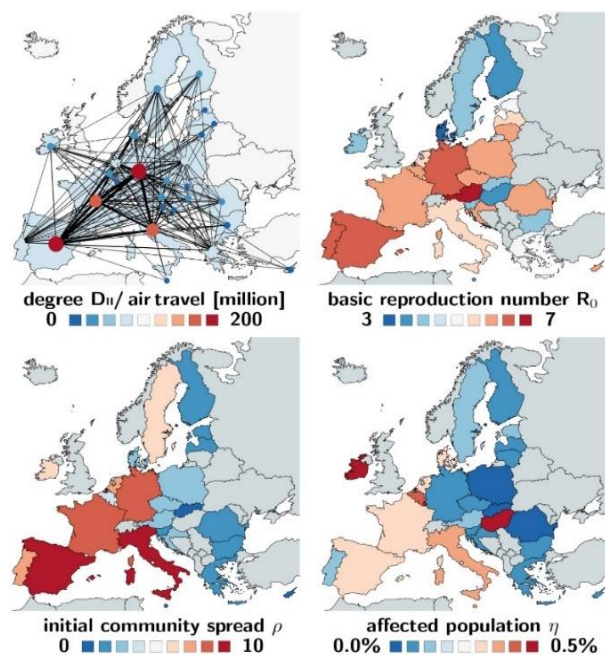 degree Dıı/ air travel [million]
0 200
basic reproduction number R₀
3 7
initial community spread ρ
0 10
affected population η
0.0% 0.5%